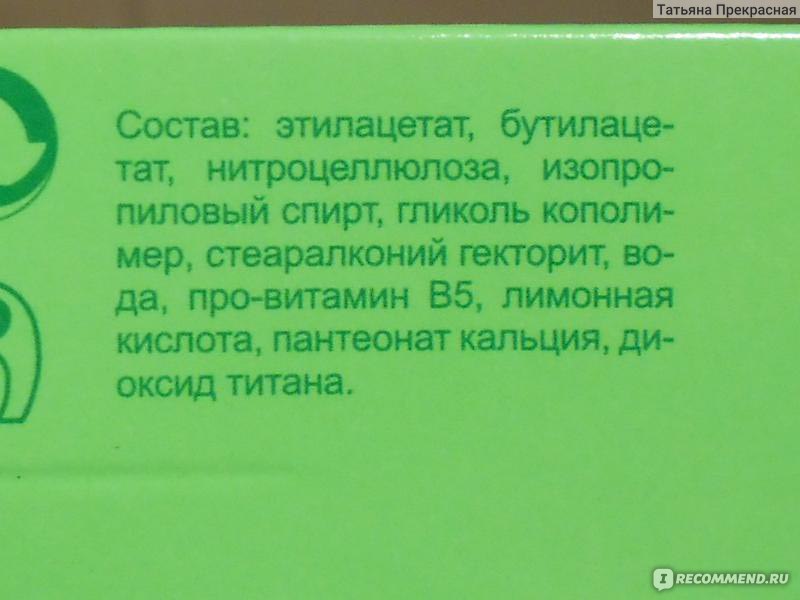 Татьяна Прекрасная
Состав: этилацетат, бутилаце-
тат, нитроцеллюлоза, изопро-
пиловый спирт, гликоль кополи-
мер, стеаралконий гекторит, во-
да, про-витамин В5, лимонная
кислота, пантеонат кальция, ди-
оксид титана.
I RECOMMEND.RU